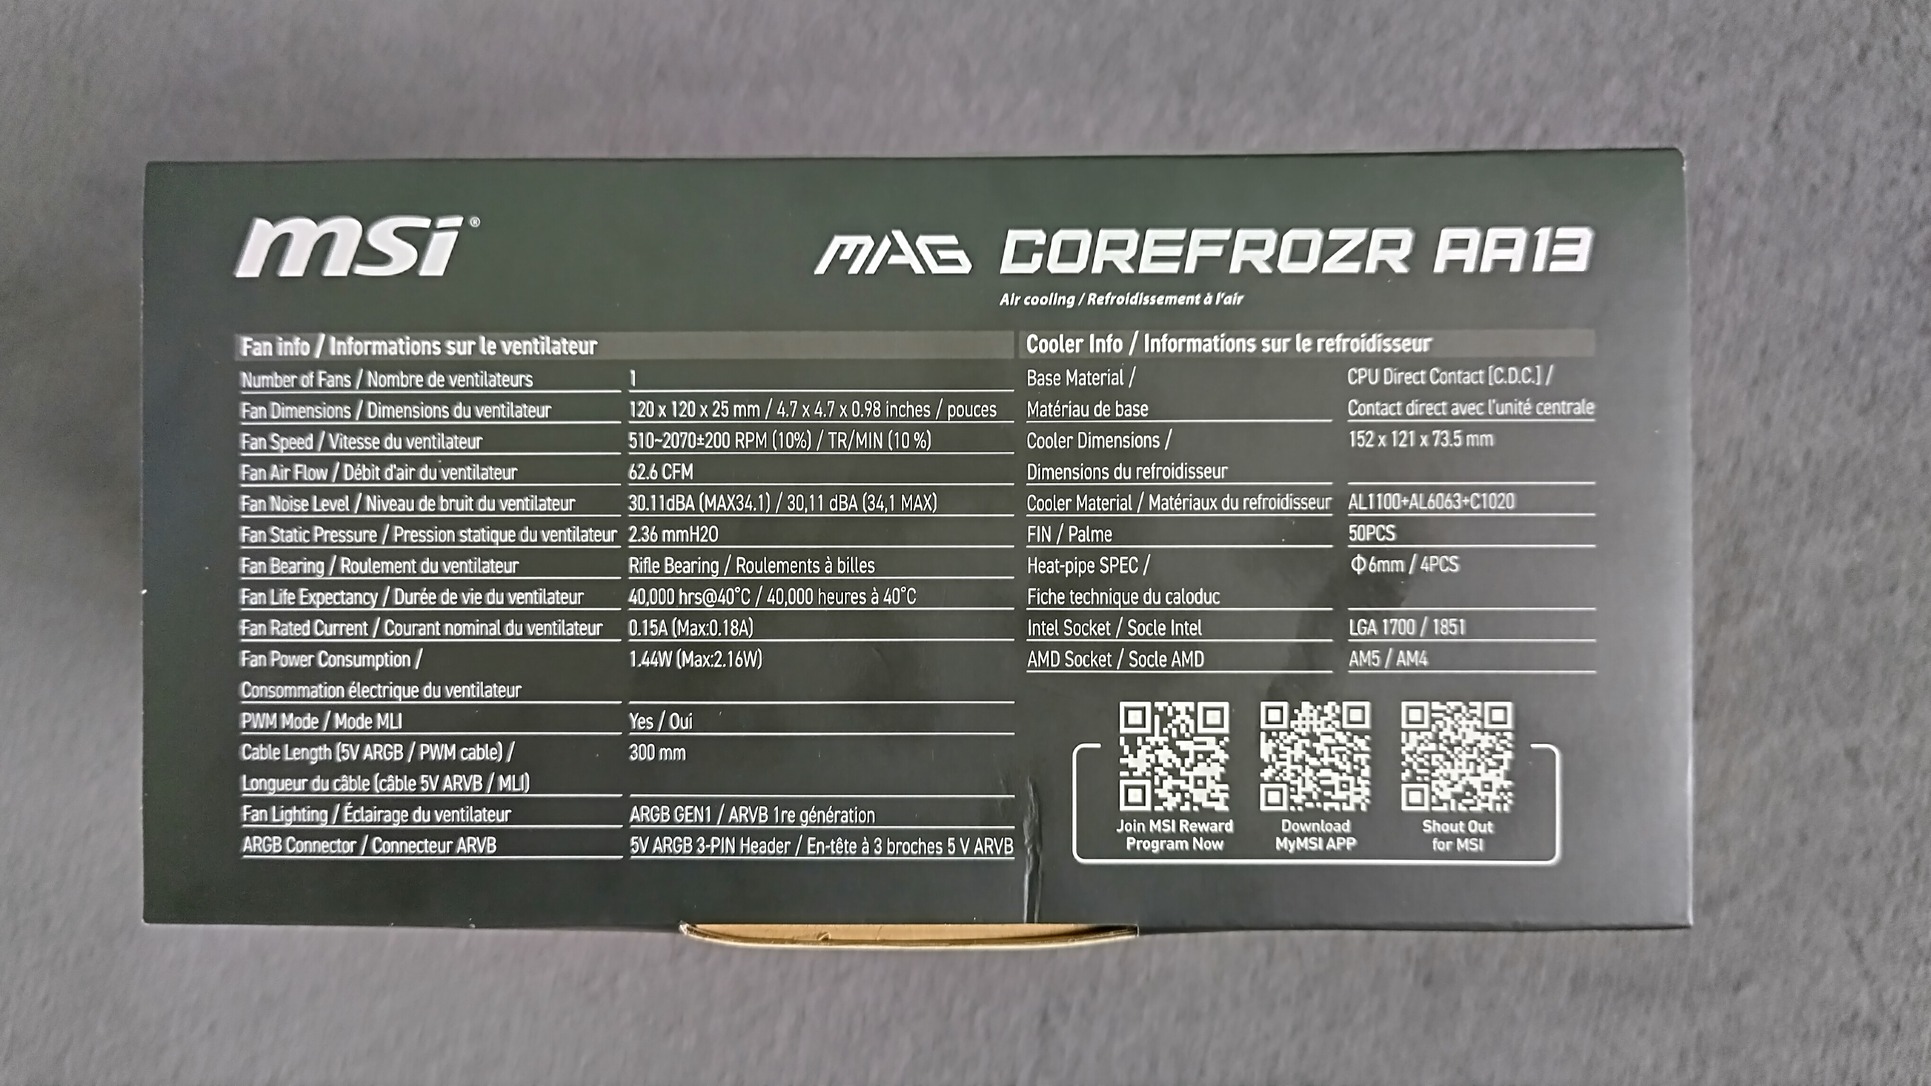 msi®
MAG COREFROZR AA13
Air cooling / Refroidissement à l'air
Fan info / Informations sur le ventilateur
Number of Fans / Nombre de ventilateurs 1
Fan Dimensions / Dimensions du ventilateur 120 x 120 x 25 mm / 4.7 x 4.7 x 0.98 inches / pouces
Fan Speed / Vitesse du ventilateur 510~2070±200 RPM (10%) / TR/MIN (10 %)
Fan Air Flow / Débit d'air du ventilateur 62.6 CFM
Fan Noise Level / Niveau de bruit du ventilateur 30.11dBA (MAX34.1) / 30,11 dBA (34,1 MAX)
Fan Static Pressure / Pression statique du ventilateur 2.36 mmH2O
Fan Bearing / Roulement du ventilateur Rifle Bearing / Roulements à billes
Fan Life Expectancy / Durée de vie du ventilateur 40,000 hrs@40°C / 40,000 heures à 40°C
Fan Rated Current / Courant nominal du ventilateur 0.15A (Max:0.18A)
Fan Power Consumption / 1.44W (Max:2.16W)
Consommation électrique du ventilateur
PWM Mode / Mode MLI Yes / Oui
Cable Length (5V ARGB / PWM cable) / 300 mm
Longueur du câble (câble 5V ARVB / MLI)
Fan Lighting / Éclairage du ventilateur ARGB GEN1 / ARVB 1re génération
ARGB Connector / Connecteur ARVB 5V ARGB 3-PIN Header / En-tête à 3 broches 5 V ARVB
Cooler Info / Informations sur le refroidisseur
Base Material / CPU Direct Contact [C.D.C.] /
Matériau de base Contact direct avec l'unité centrale
Cooler Dimensions / 152 x 121 x 73.5 mm
Dimensions du refroidisseur
Cooler Material / Matériaux du refroidisseur AL1100+AL6063+C1020
FIN / Palme 50PCS
Heat-pipe SPEC / Φ6mm / 4PCS
Fiche technique du caloduc
Intel Socket / Socle Intel LGA 1700 / 1851
AMD Socket / Socle AMD AM5 / AM4
Join MSI Reward
Program Now
Download
MyMSI APP
Shout Out
for MSI